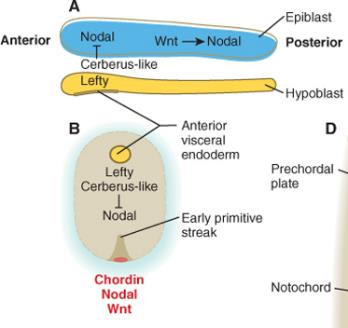 A
Epiblast
Anterior
Nodal
Wnt → Nodal
Posterior
Cerberus-like
Lefty
Hypoblast
B
Anterior
visceral
endoderm
D
Lefty
Cerberus-like
Nodal
Prechordal
plate
Early primitive
streak
Chordin
Nodal
Wnt
Notochord